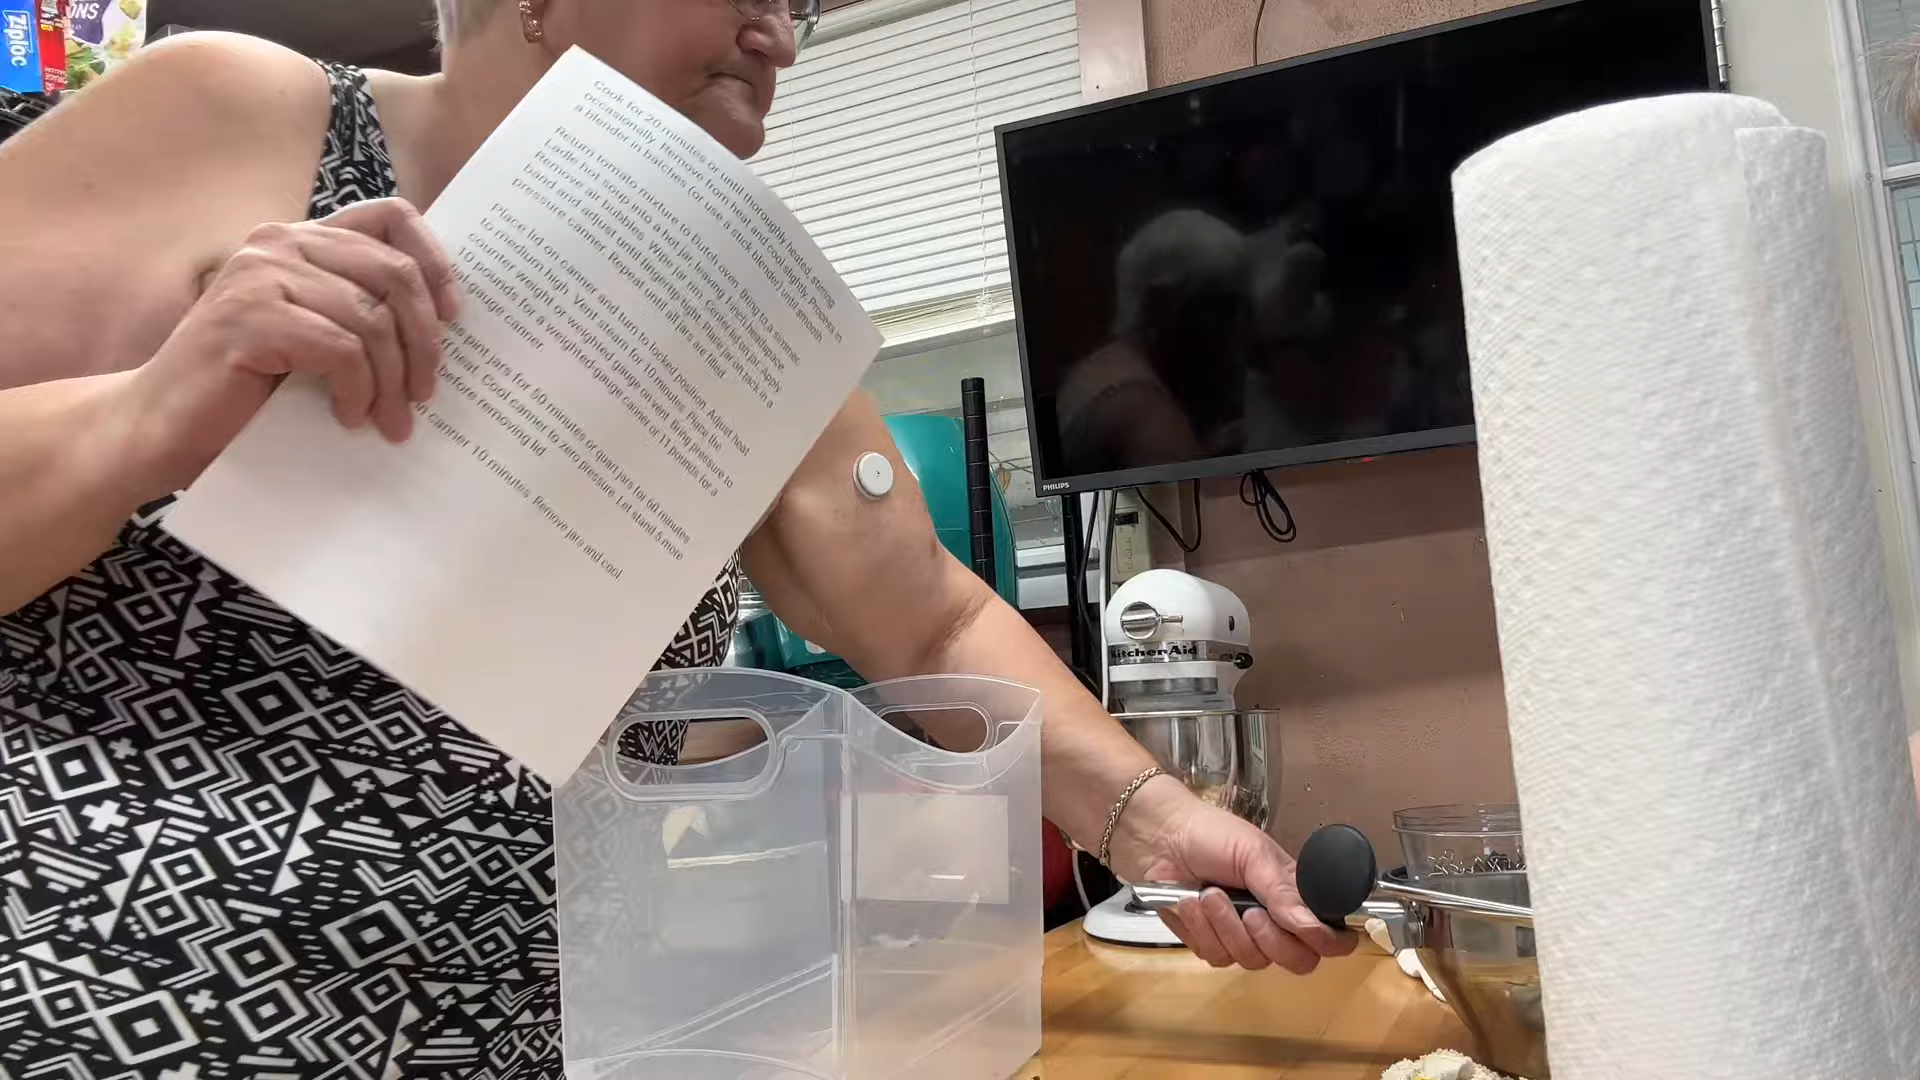 Ziploc
ONS
Cook for 20 minutes or until thoroughly heated, stirring
occasionally. Remove from heat and cool slightly. Process in
a blender in batches (or use a stick blender) until smooth.
Return tomato mixture to Dutch oven. Bring to a simmer.
Ladle hot soup into a hot jar, leaving 1-inch headspace.
Remove air bubbles. Wipe jar rim. Center lid on jar. Apply
band and adjust until fingertip tight. Place jar on rack in a
pressure canner. Repeat until all jars are filled.
Place lid on canner and turn to locked position. Adjust heat
to medium high. Vent steam for 10 minutes. Place the
counter weight or weighted gauge on vent. Bring pressure to
10 pounds for a weighted-gauge canner or 11 pounds for a
gauge canner.
pint jars for 50 minutes or quart jars for 60 minutes
heat. Cool canner to zero pressure. Let stand 5 more
before removing lid.
canner 10 minutes. Remove jars and cool
PHILIPS
KitchenAid